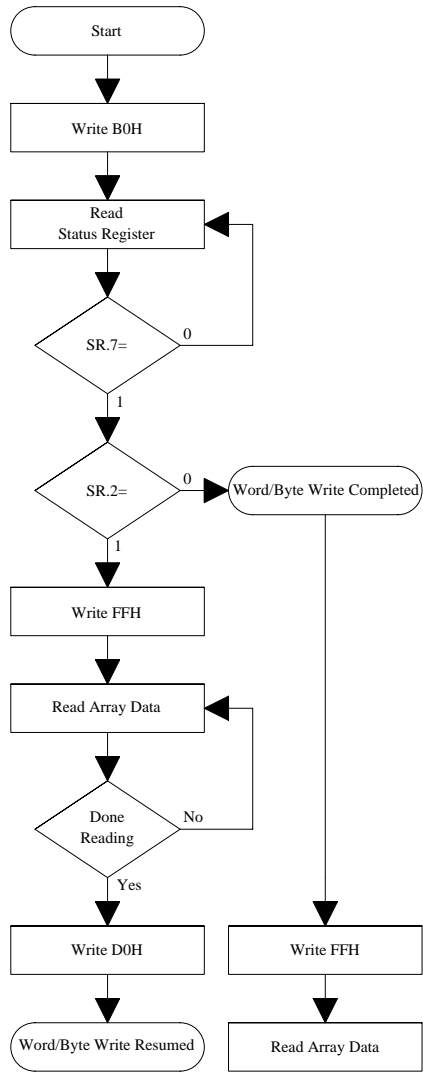 Start
Write B0H
Read
Status Register
SR.7=
0
1
SR.2=
0
Word/Byte Write Completed
1
Write FFH
Read Array Data
Done
Reading
No
Yes
Write D0H
Write FFH
Word/Byte Write Resumed
Read Array Data